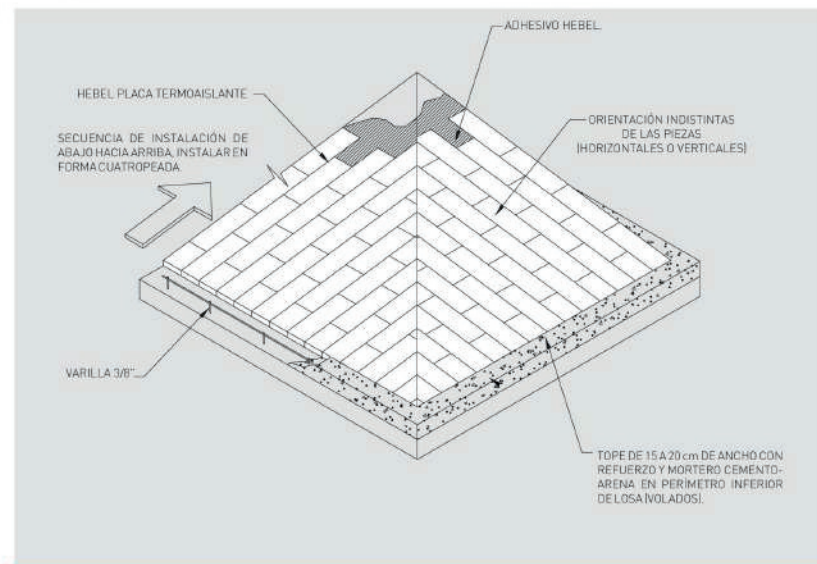 ADHESIVO HEBEL.
HEBEL PLACA TERMOAISLANTE
ORIENTACIÓN INDISTINTAS
DE LAS PIEZAS
(HORIZONTALES O VERTICALES)
SECUENCIA DE INSTALACIÓN DE
ABAJO HACIA ARRIBA, INSTALAR EN
FORMA CUATROPEADA.
VARILLA 3/8"
TOPE DE 15 A 20 cm DE ANCHO CON
REFUERZO Y MORTERO CEMENTO-
ARENA EN PERÍMETRO INFERIOR
DE LOSA (VOLADOS).